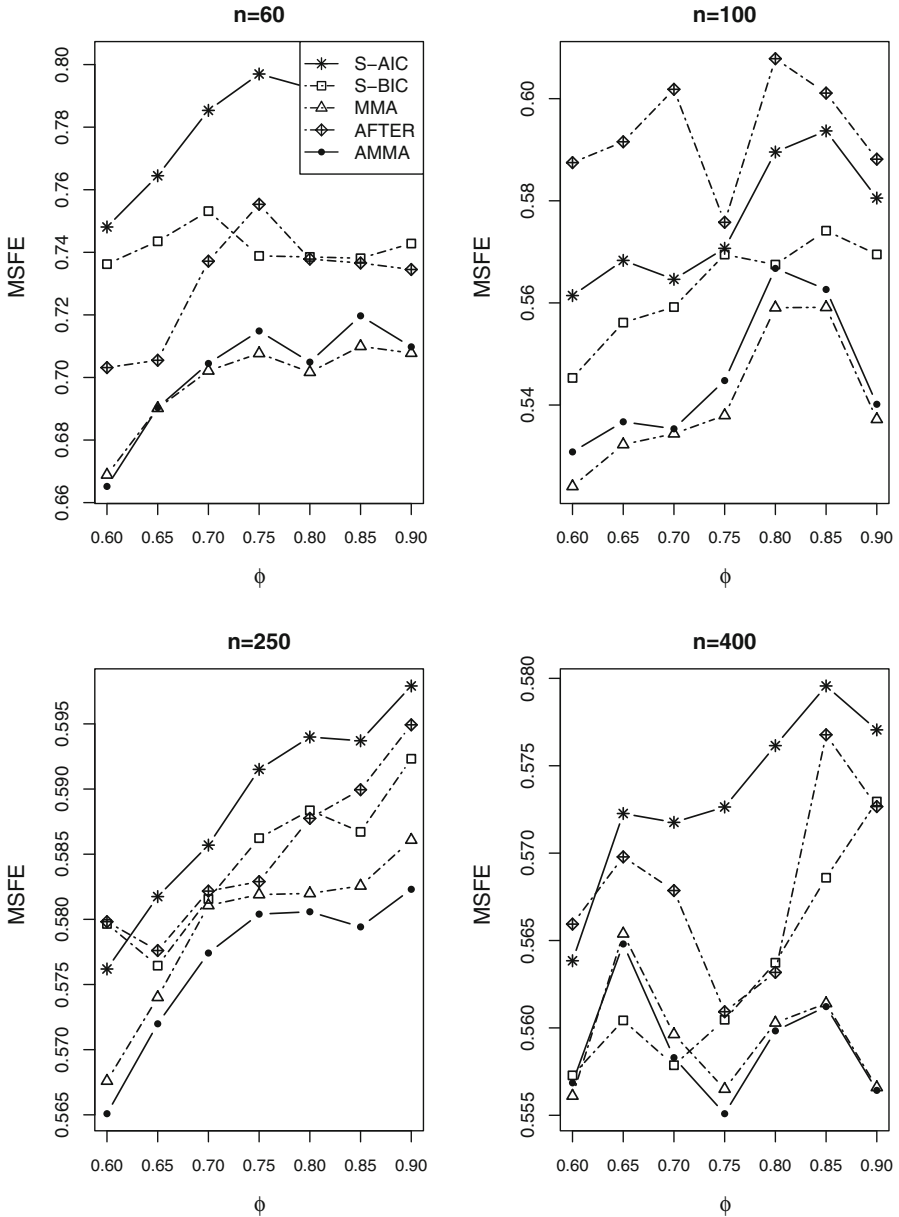 n=60
MSFE
0.66 0.68 0.70 0.72 0.74 0.76 0.78 0.80
S−AIC
S−BIC
MMA
AFTER
AMMA
0.60 0.65 0.70 0.75 0.80 0.85 0.90
ϕ
n=100
MSFE
0.54 0.56 0.58 0.60
0.60 0.65 0.70 0.75 0.80 0.85 0.90
ϕ
n=250
MSFE
0.565 0.570 0.575 0.580 0.585 0.590 0.595
0.60 0.65 0.70 0.75 0.80 0.85 0.90
ϕ
n=400
MSFE
0.555 0.560 0.565 0.570 0.575 0.580
0.60 0.65 0.70 0.75 0.80 0.85 0.90
ϕ